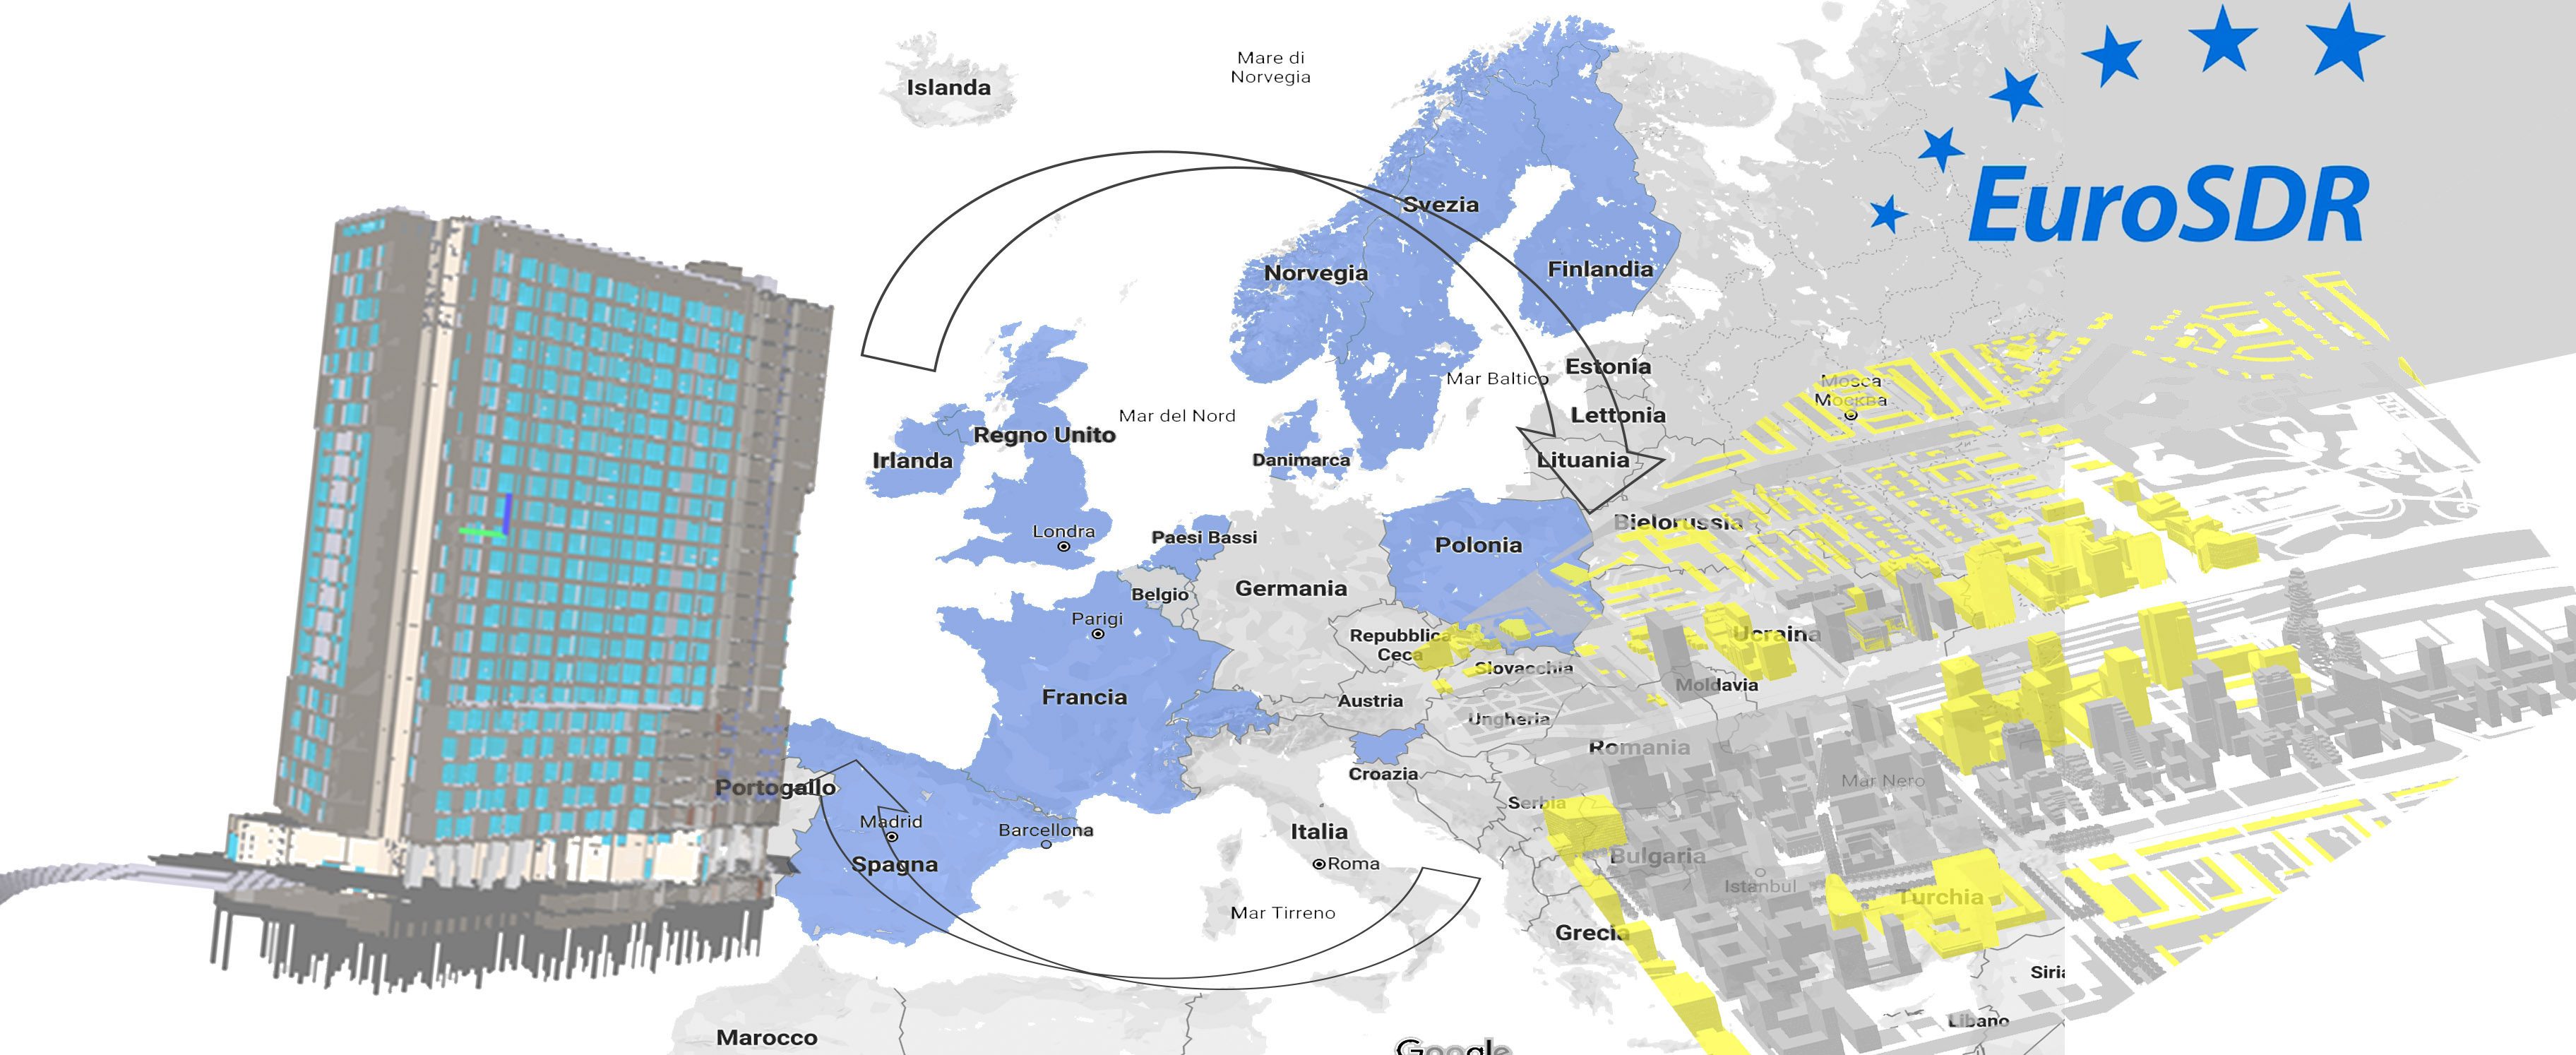 Mare di
Norvegia
Islanda
EuroSDR
Svezia
Norvegia
Finlandia
Estonia
Mar Baltico
Mosca
Москва
Lettonia
Mar del Nord
Regno Unito
Irlanda
Danimarca
Lituania
Bielorussia
Londra
Paesi Bassi
Polonia
Germania
Belgio
Parigi
Repubblica
Ceca
Ucraina
Slovacchia
Moldavia
Francia
Austria
Ungheria
Romania
Croazia
Mar Nero
Portogallo
Serbia
Madrid
Barcellona
Italia
Bulgaria
Spagna
Roma
Istanbul
Turchia
Mar Tirreno
Grecia
Siria
Libano
Marocco
Google